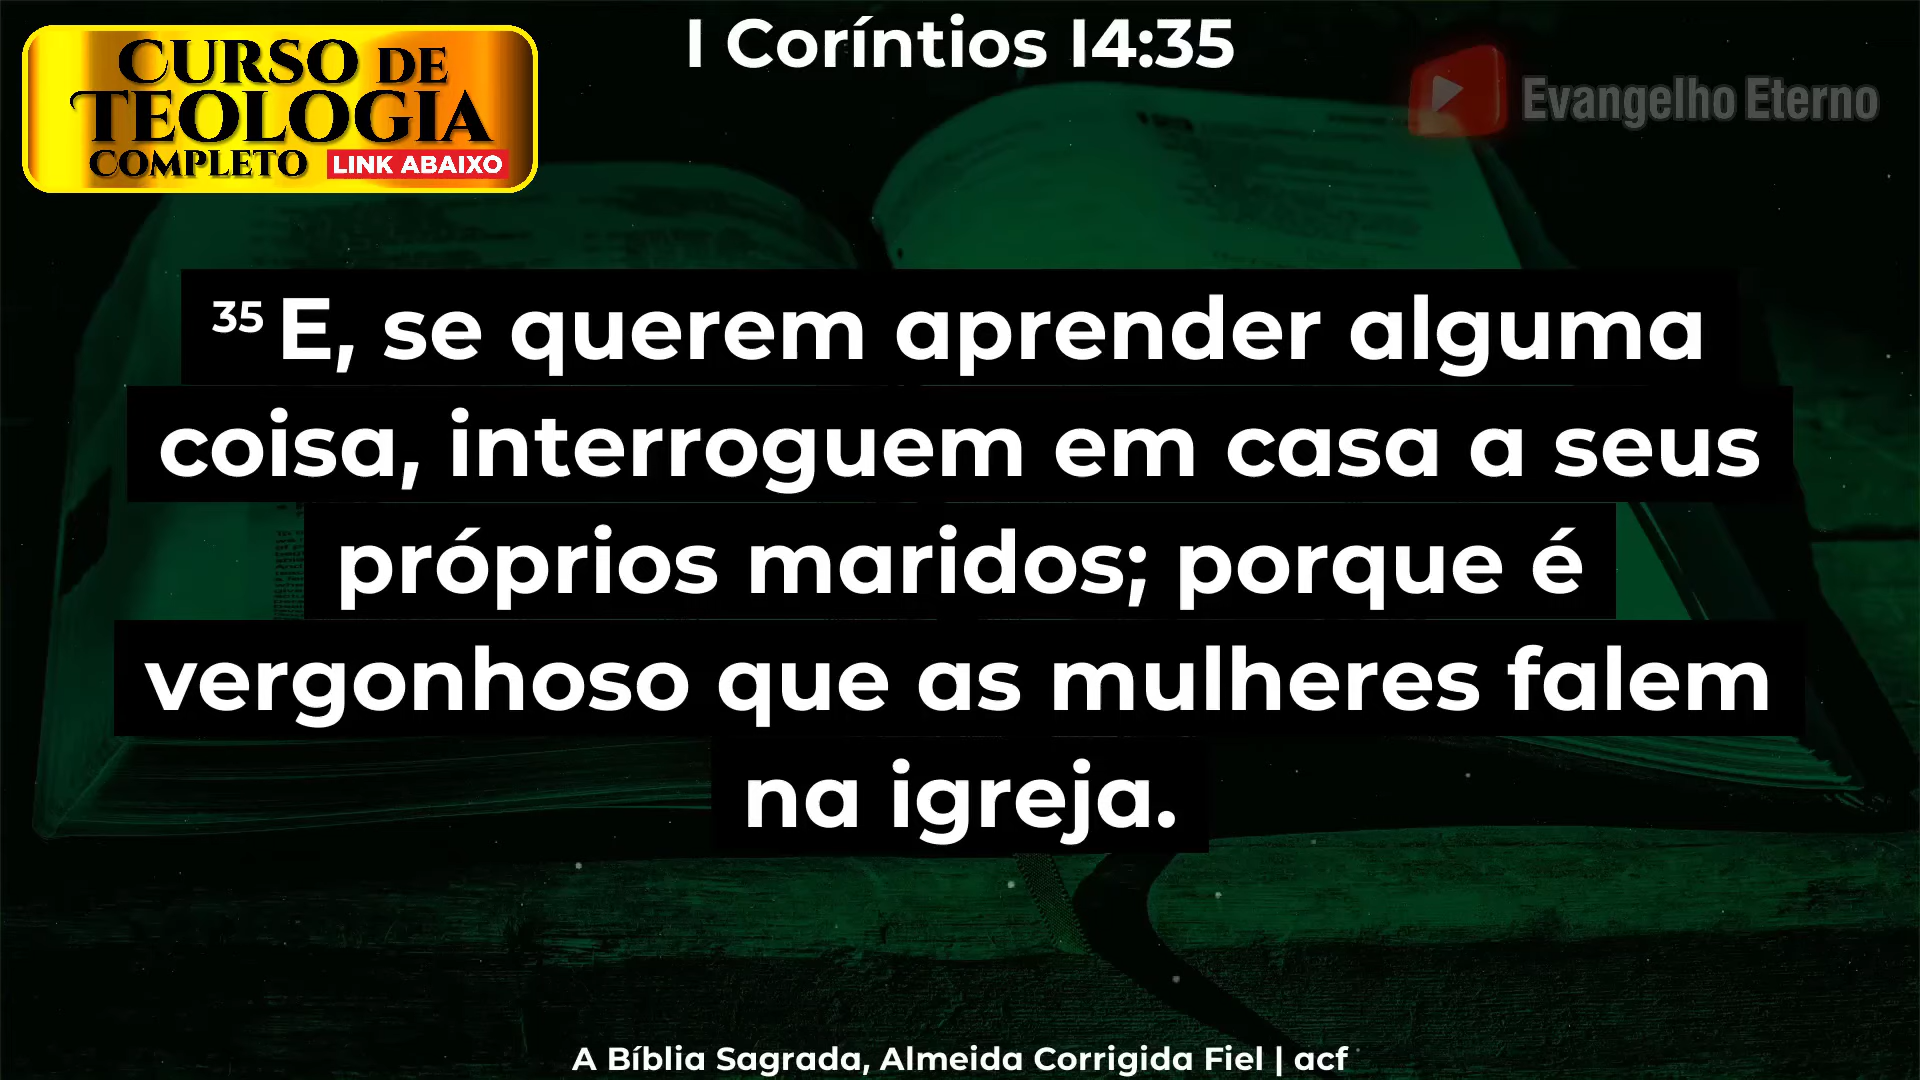 I Coríntios 14:35
CURSO DE
TEOLOGIA
COMPLETO LINK ABAIXO
Evangelho Eterno
35 E, se querem aprender alguma
coisa, interroguem em casa a seus
próprios maridos; porque é
vergonhoso que as mulheres falem
na igreja.
A Bíblia Sagrada, Almeida Corrigida Fiel | acf